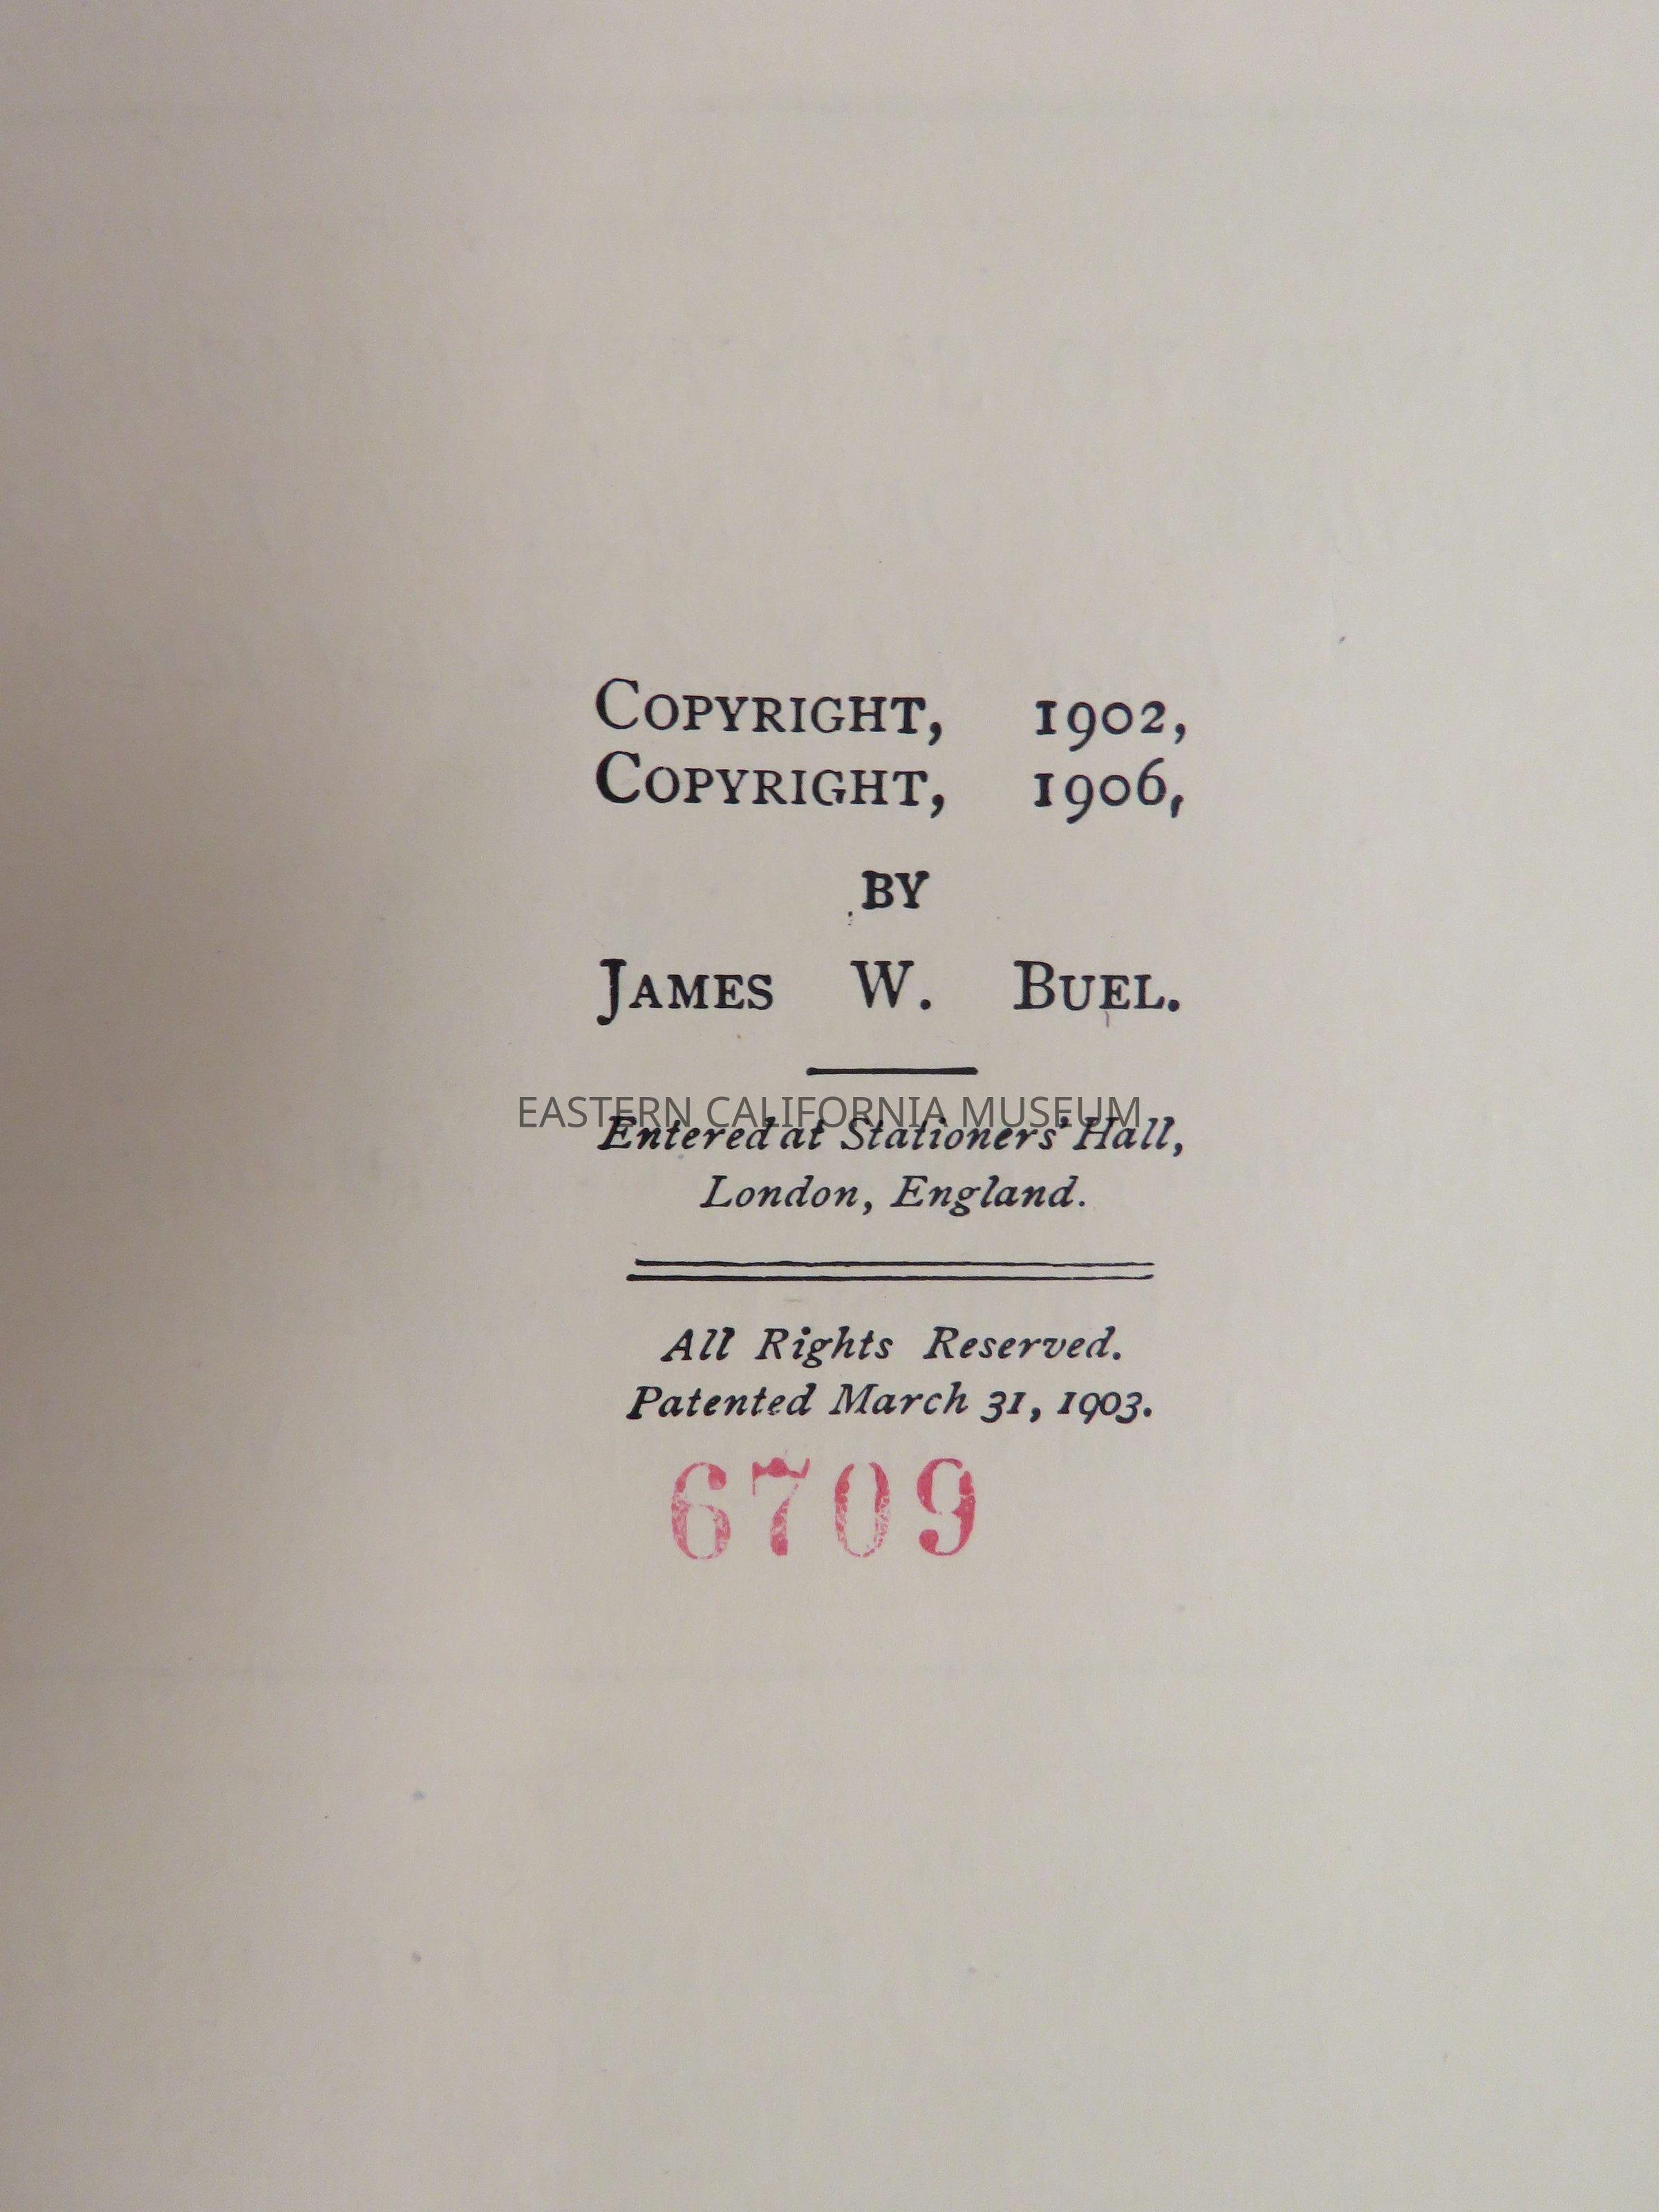 COPYRIGHT, 1902,
COPYRIGHT, 1906,
BY
JAMES W. BUEL.
EASTERN CALIFORNIA MUSEUM
Entered at Stationers' Hall,
London, England.
All Rights Reserved.
Patented March 31, 1903.
6709